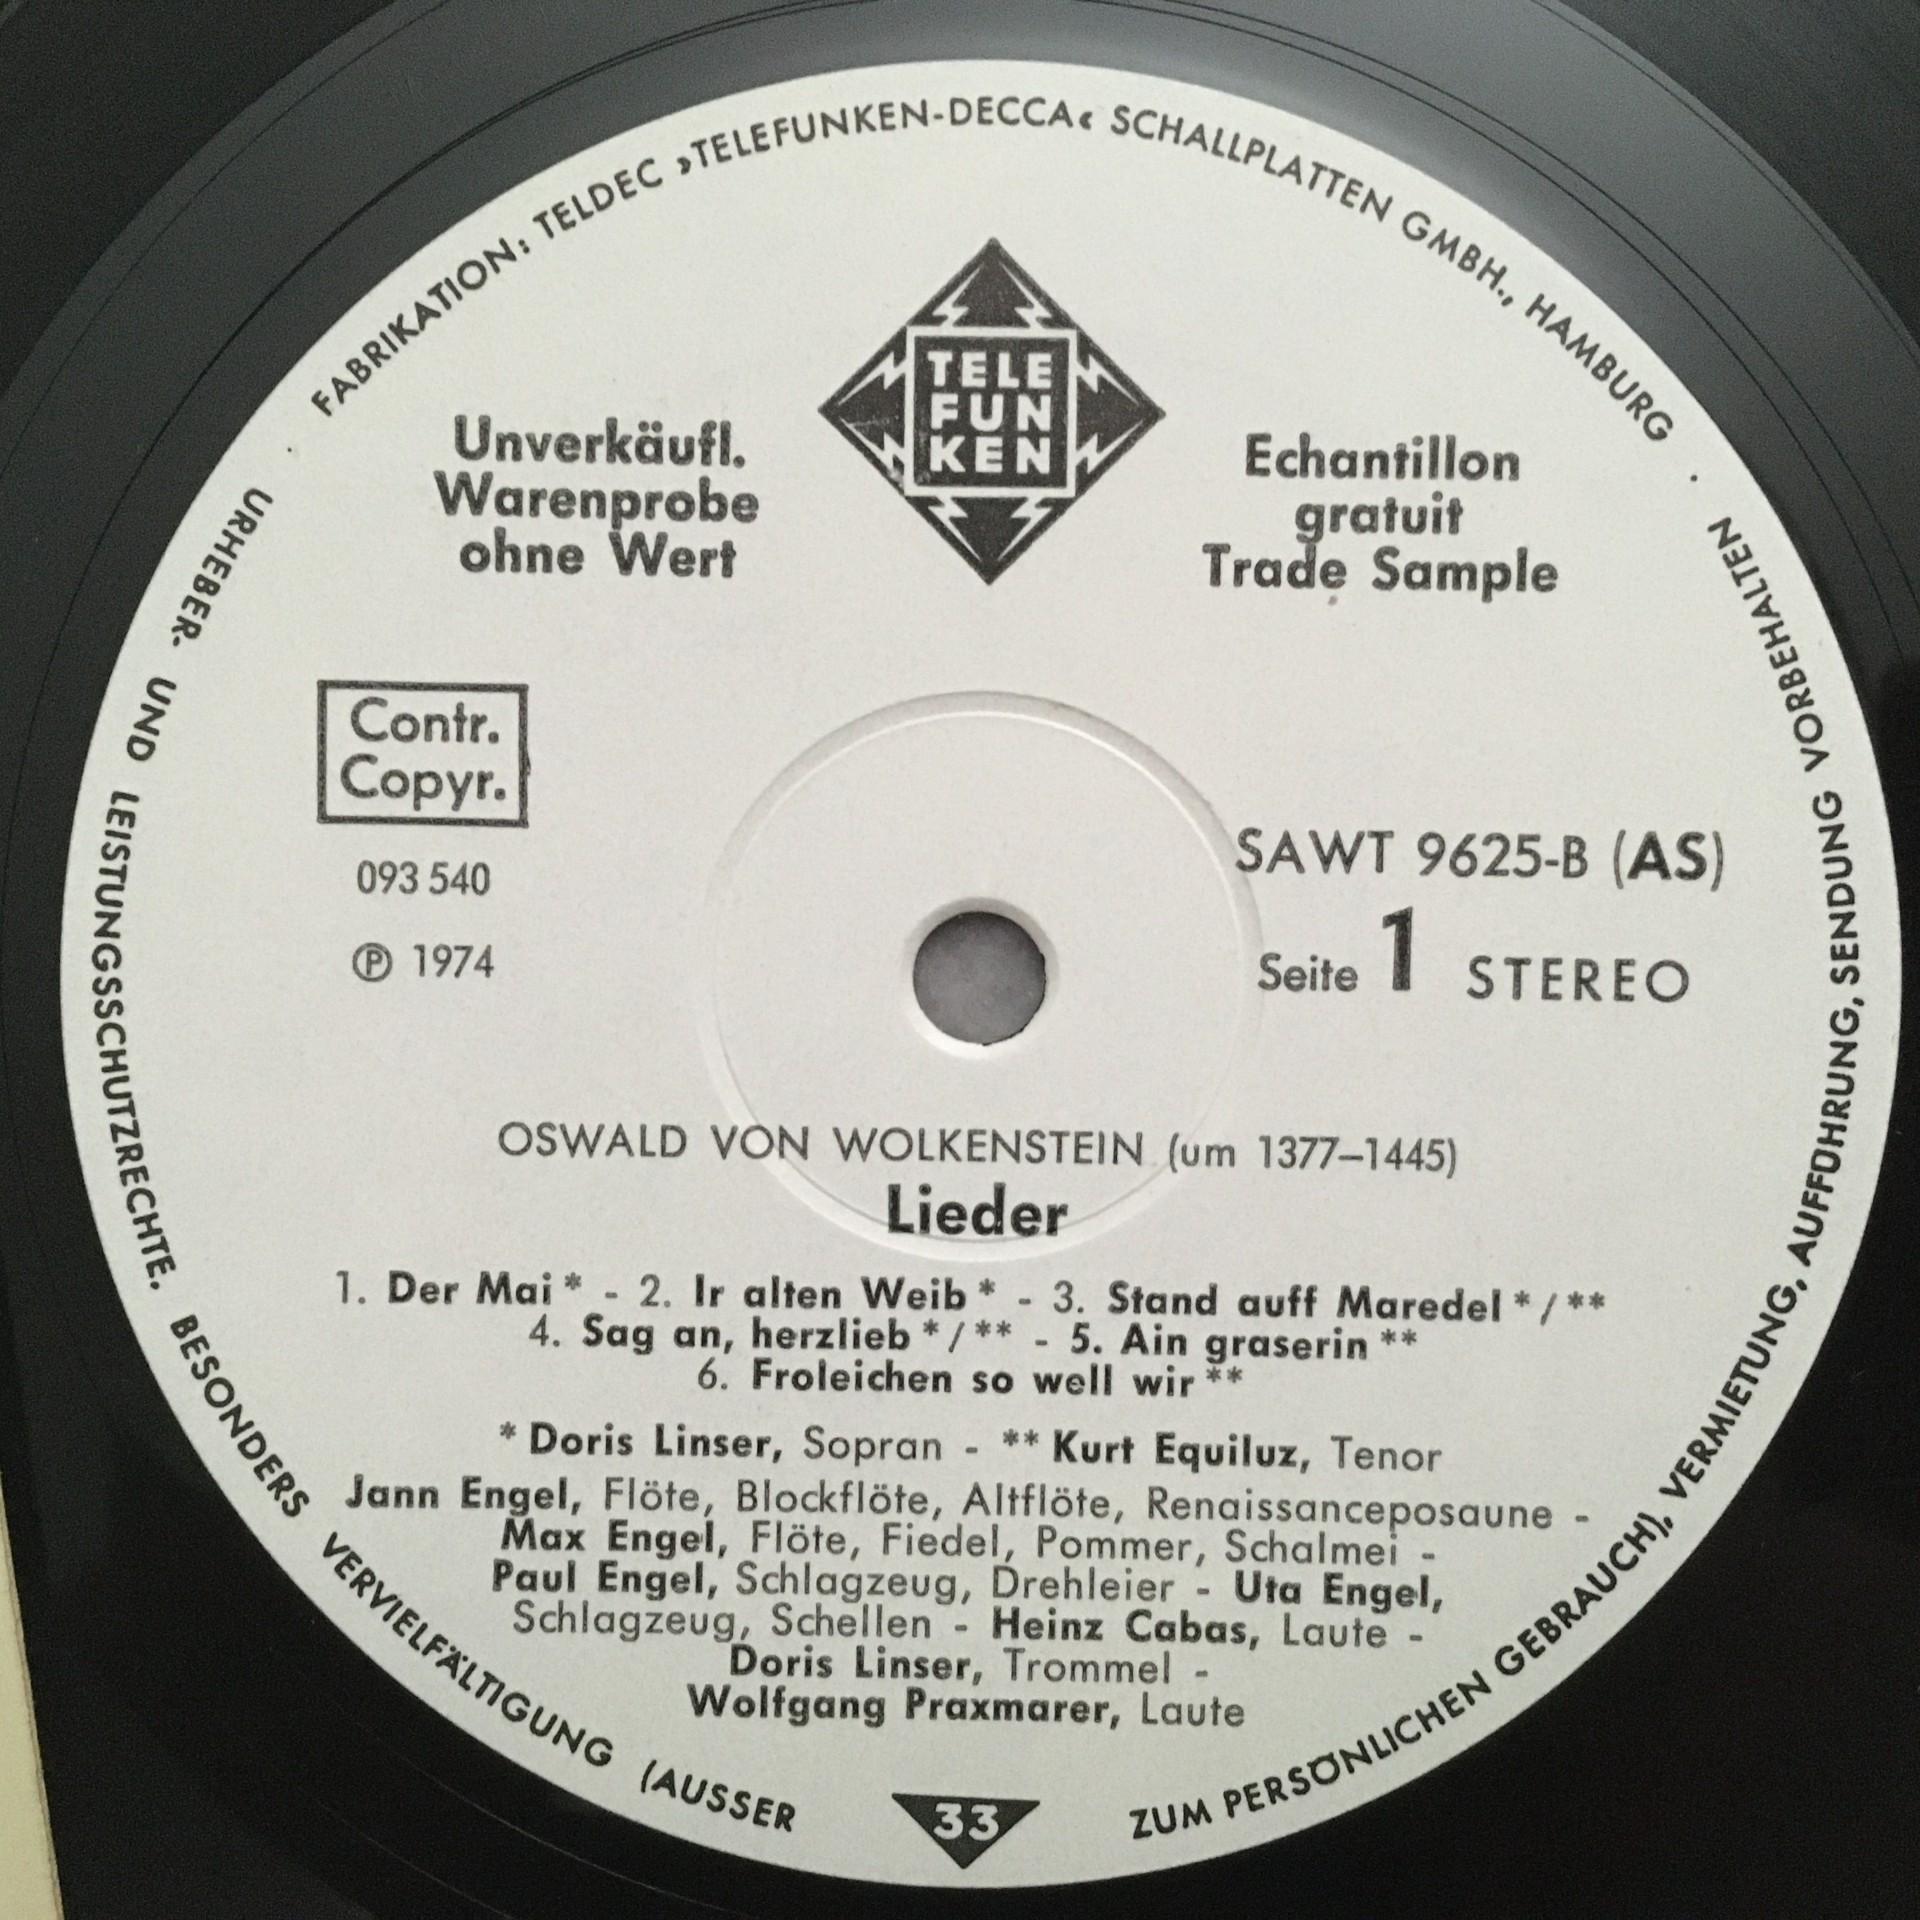 FABRIKATION: TELDEC »TELEFUNKEN-DECCA« SCHALLPLATTEN GMBH., HAMBURG ·
TELE
FUN
KEN
Unverkäufl.
Warenprobe
ohne Wert
Echantillon
gratuit
Trade Sample
Contr.
Copyr.
093 540
Ⓟ 1974
SAWT 9625-B (AS)
Seite 1 STEREO
OSWALD VON WOLKENSTEIN (um 1377–1445)
Lieder
1. Der Mai * - 2. Ir alten Weib * - 3. Stand auff Maredel * / **
4. Sag an, herzlieb * / ** - 5. Ain graserin **
6. Froleichen so well wir **
* Doris Linser, Sopran - ** Kurt Equiluz, Tenor
Jann Engel, Flöte, Blockflöte, Altflöte, Renaissanceposaune -
Max Engel, Flöte, Fiedel, Pommer, Schalmei -
Paul Engel, Schlagzeug, Drehleier - Uta Engel,
Schlagzeug, Schellen - Heinz Cabas, Laute -
Doris Linser, Trommel -
Wolfgang Praxmarer, Laute
33
URHEBER- UND LEISTUNGSSCHUTZRECHTE. BESONDERS VERVIELFÄLTIGUNG (AUSSER ZUM PERSÖNLICHEN GEBRAUCH), VERMIETUNG, AUFFÜHRUNG, SENDUNG VORBEHALTEN ·